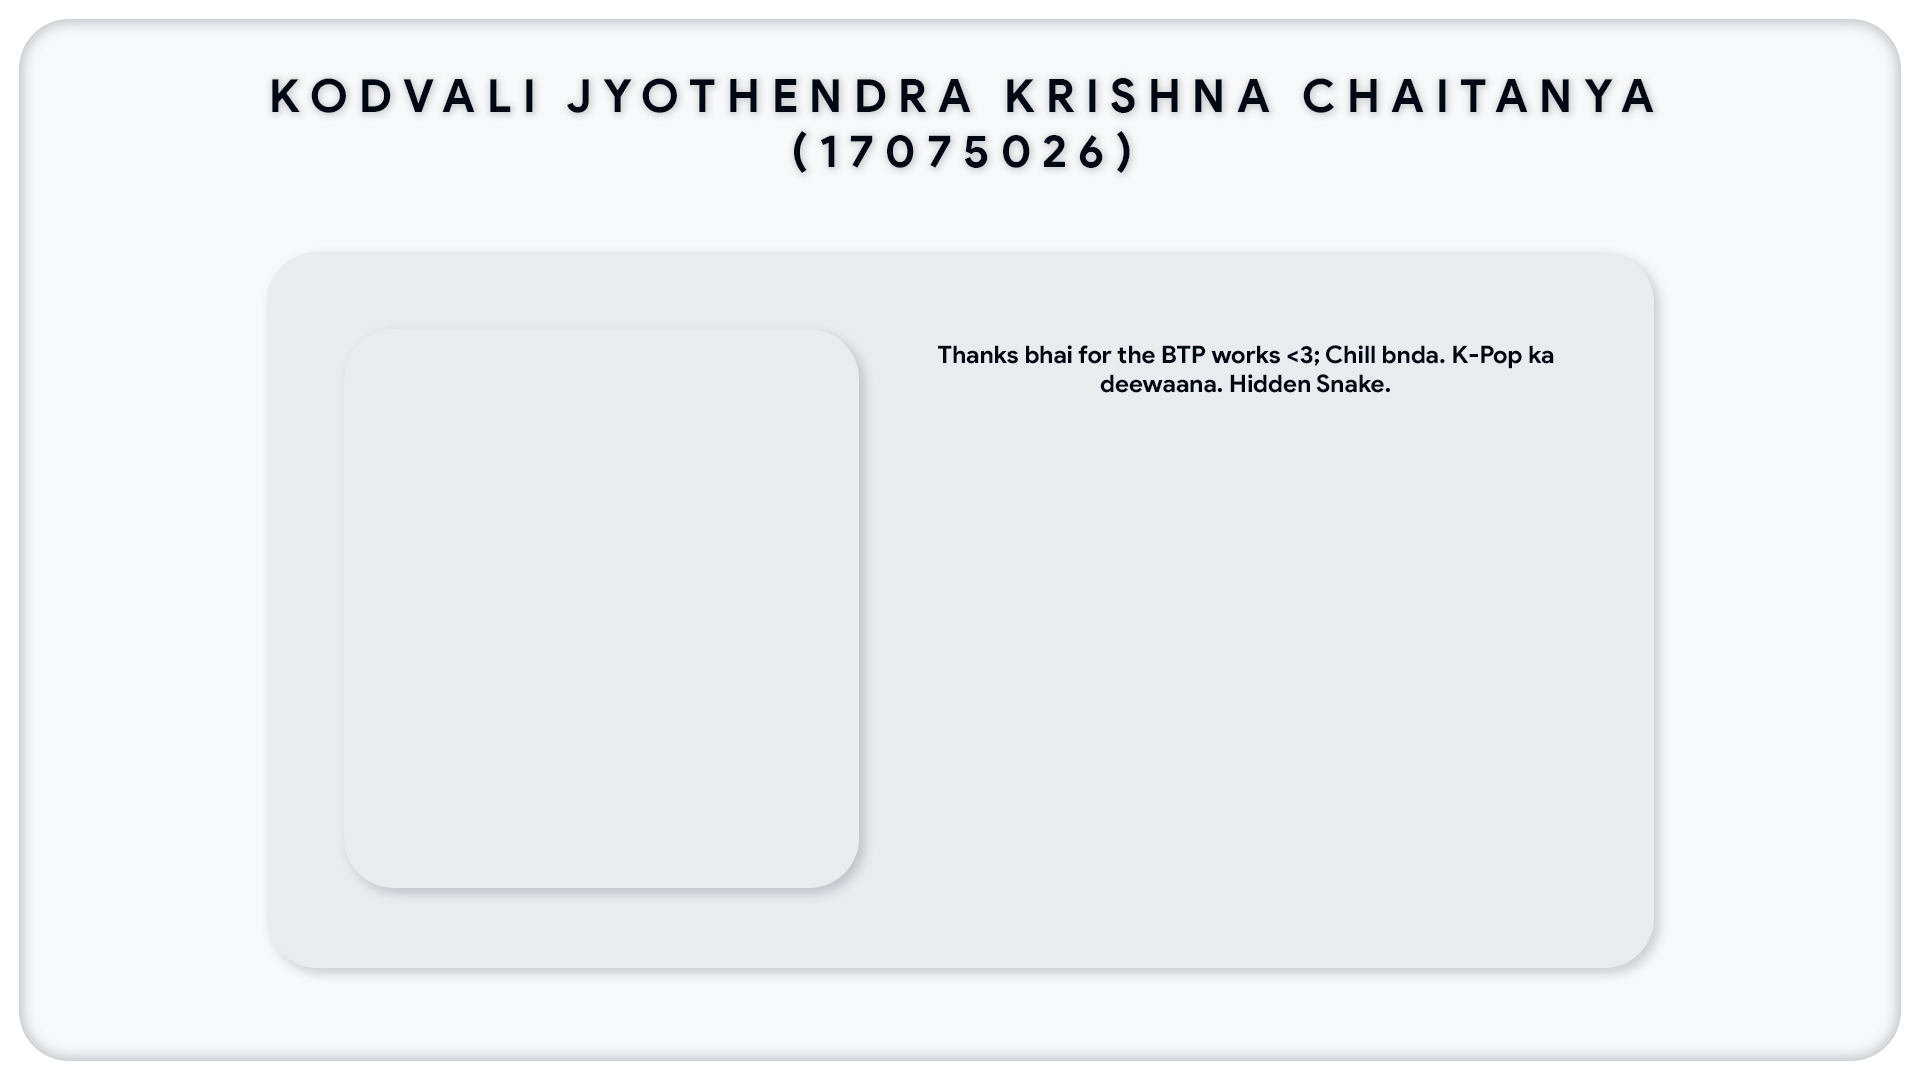 KODVALI JYOTHENDRA KRISHNA CHAITANYA
(17075026)
Thanks bhai for the BTP works <3; Chill bnda. K-Pop ka
deewaana. Hidden Snake.